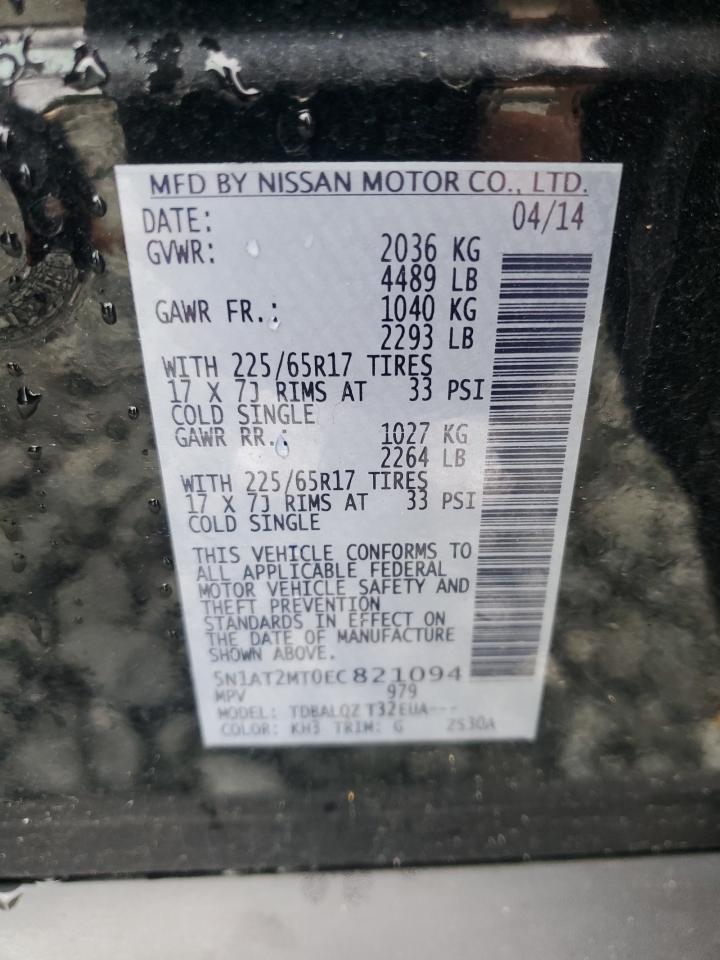 MFD BY NISSAN MOTOR CO., LTD.
DATE: 04/14
GVWR: 2036 KG
4489 LB
GAWR FR.: 1040 KG
2293 LB
WITH 225/65R17 TIRES
17 X 7J RIMS AT 33 PSI
COLD SINGLE
GAWR RR.: 1027 KG
2264 LB
WITH 225/65R17 TIRES
17 X 7J RIMS AT 33 PSI
COLD SINGLE
THIS VEHICLE CONFORMS TO
ALL APPLICABLE FEDERAL
MOTOR VEHICLE SAFETY AND
THEFT PREVENTION
STANDARDS IN EFFECT ON
THE DATE OF MANUFACTURE
SHOWN ABOVE.
5N1AT2MT0EC821094
MPV 979
MODEL: TDBALQZ T32EUA---
COLOR: KH3 TRIM: G 2S30A